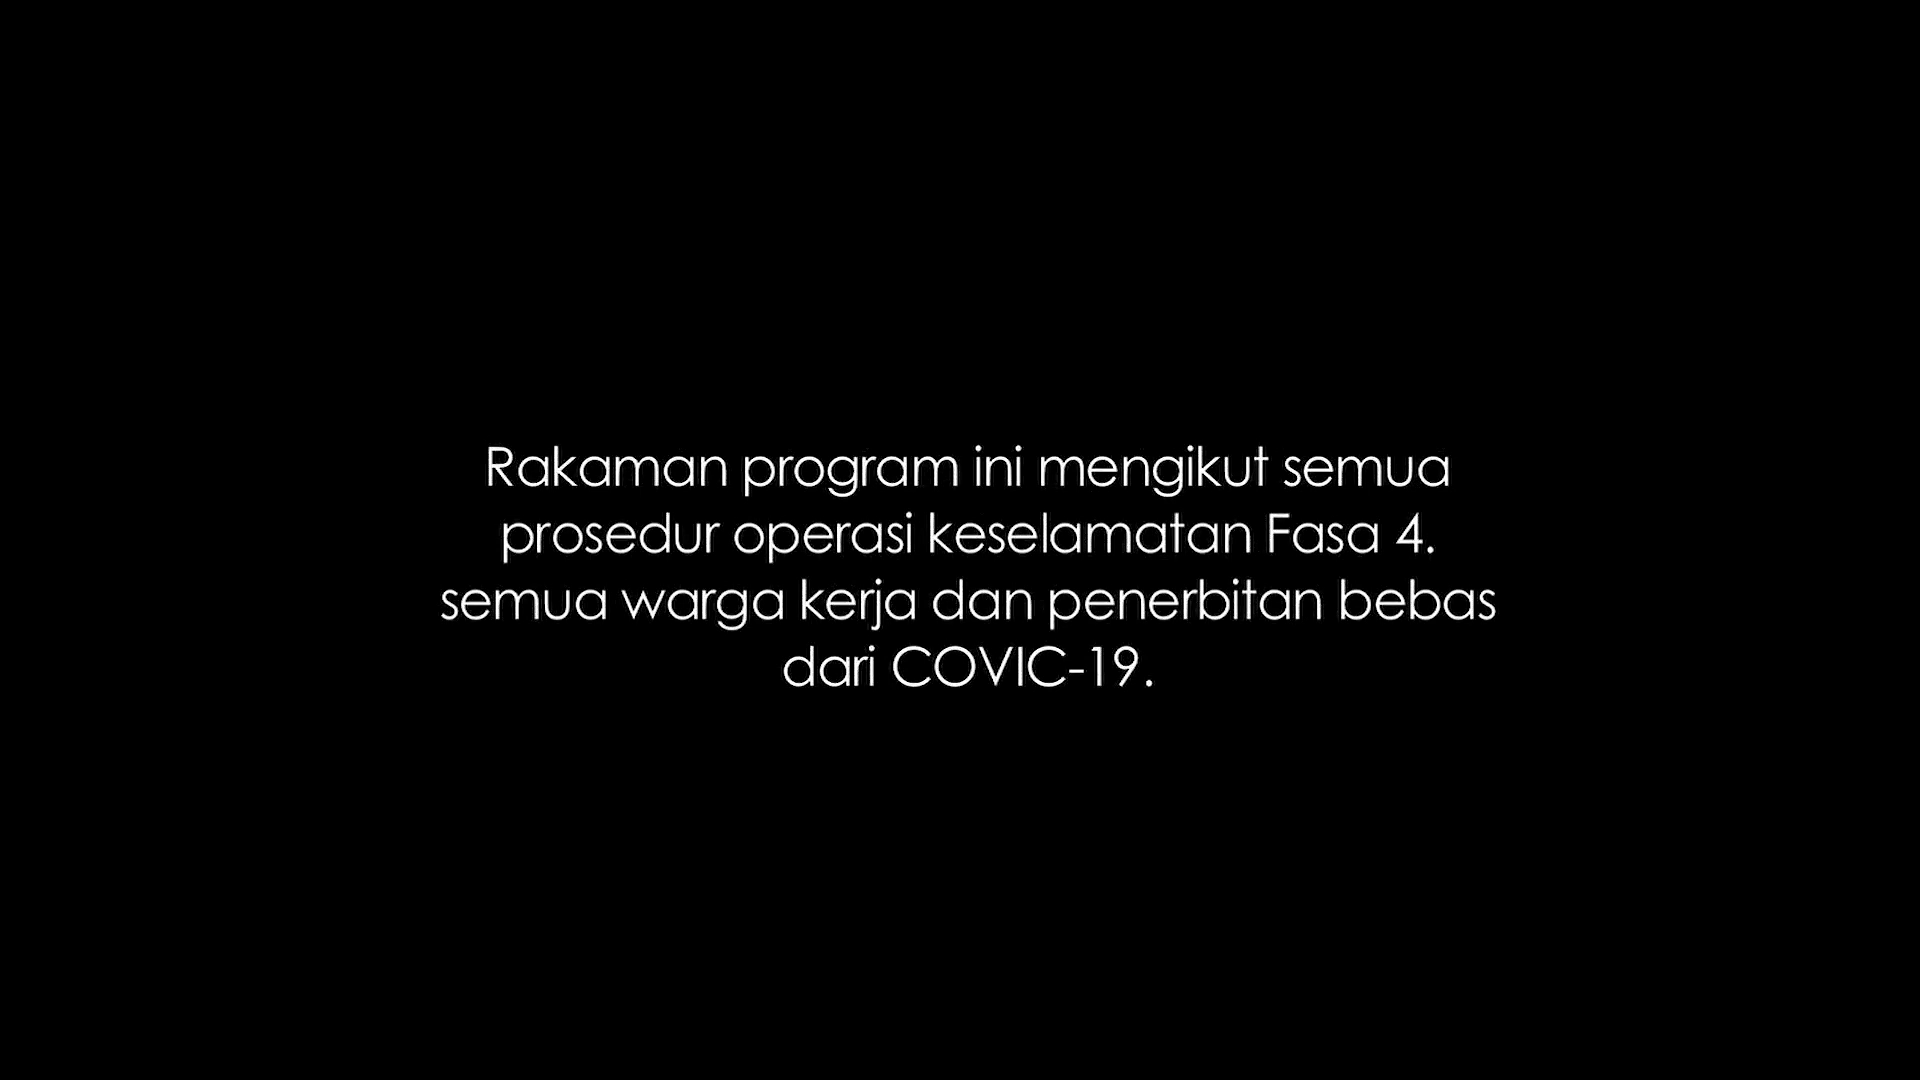 Rakaman program ini mengikut semua
prosedur operasi keselamatan Fasa 4.
semua warga kerja dan penerbitan bebas
dari COVIC-19.